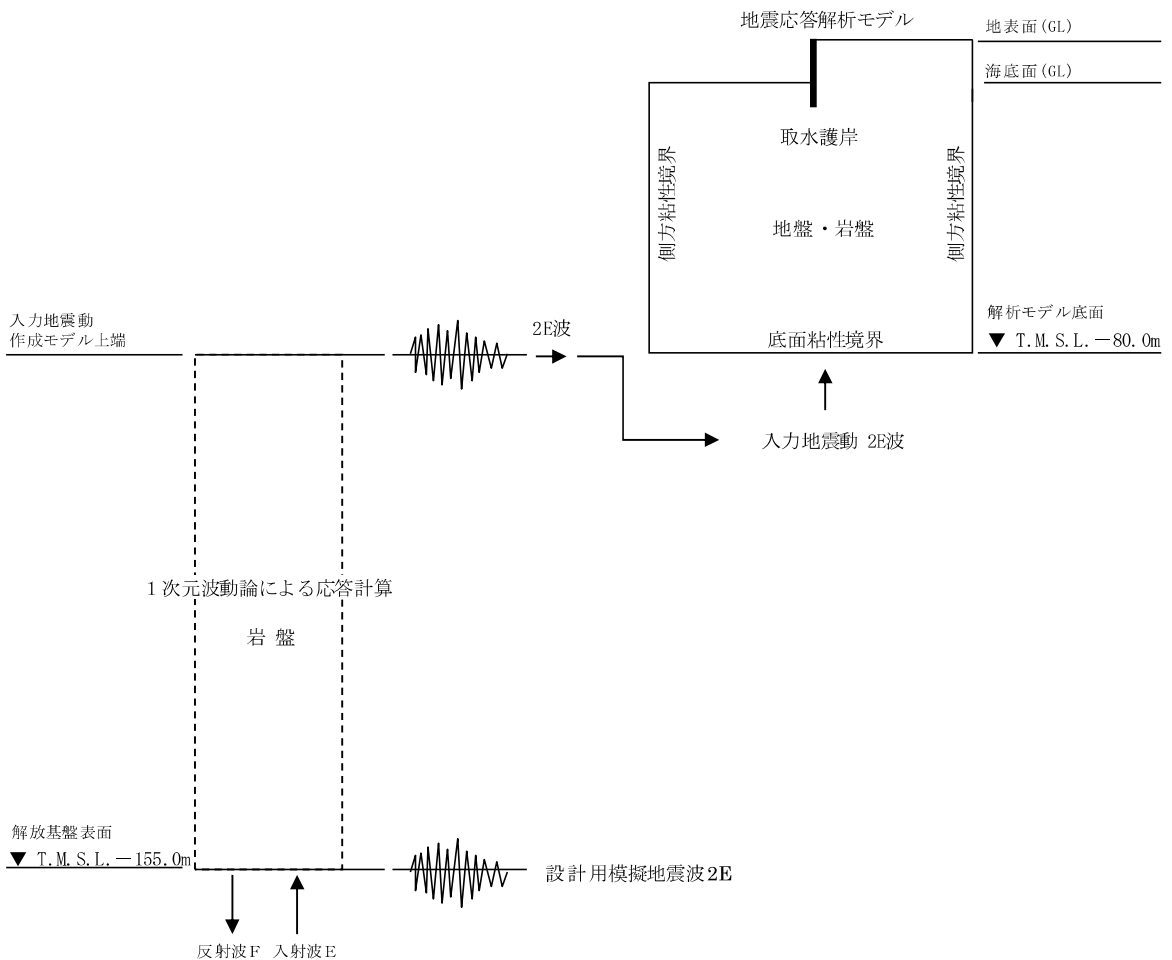 地震応答解析モデル
地表面(GL)
海底面(GL)
取水護岸
側方粘性境界
側方粘性境界
地盤・岩盤
入力地震動
作成モデル上端
2E波
底面粘性境界
解析モデル底面
▼ T.M.S.L.－80.0m
入力地震動 2E波
1次元波動論による応答計算
岩 盤
解放基盤表面
▼ T.M.S.L.－155.0m
設計用模擬地震波2E
反射波F 入射波E